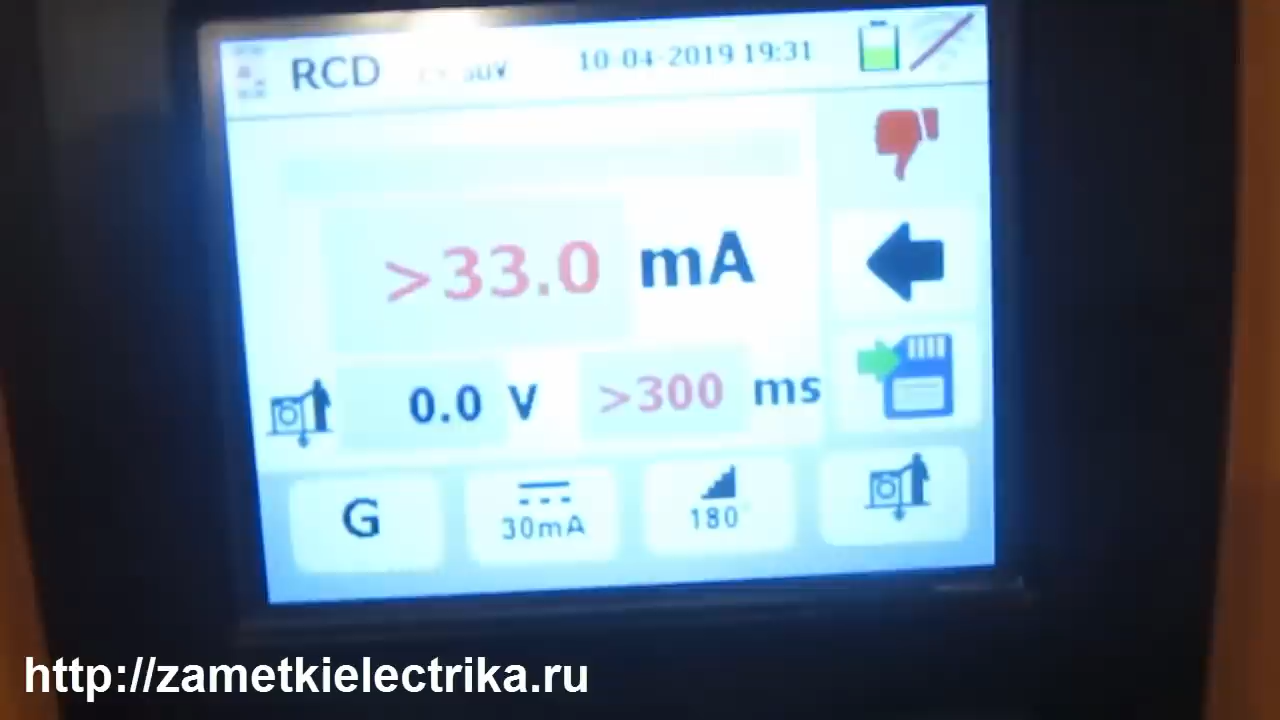 RCD
10-04-2019 19:31
>33.0 mA
0.0 V >300 ms
G 30mA 180°
http://zametkielectrika.ru